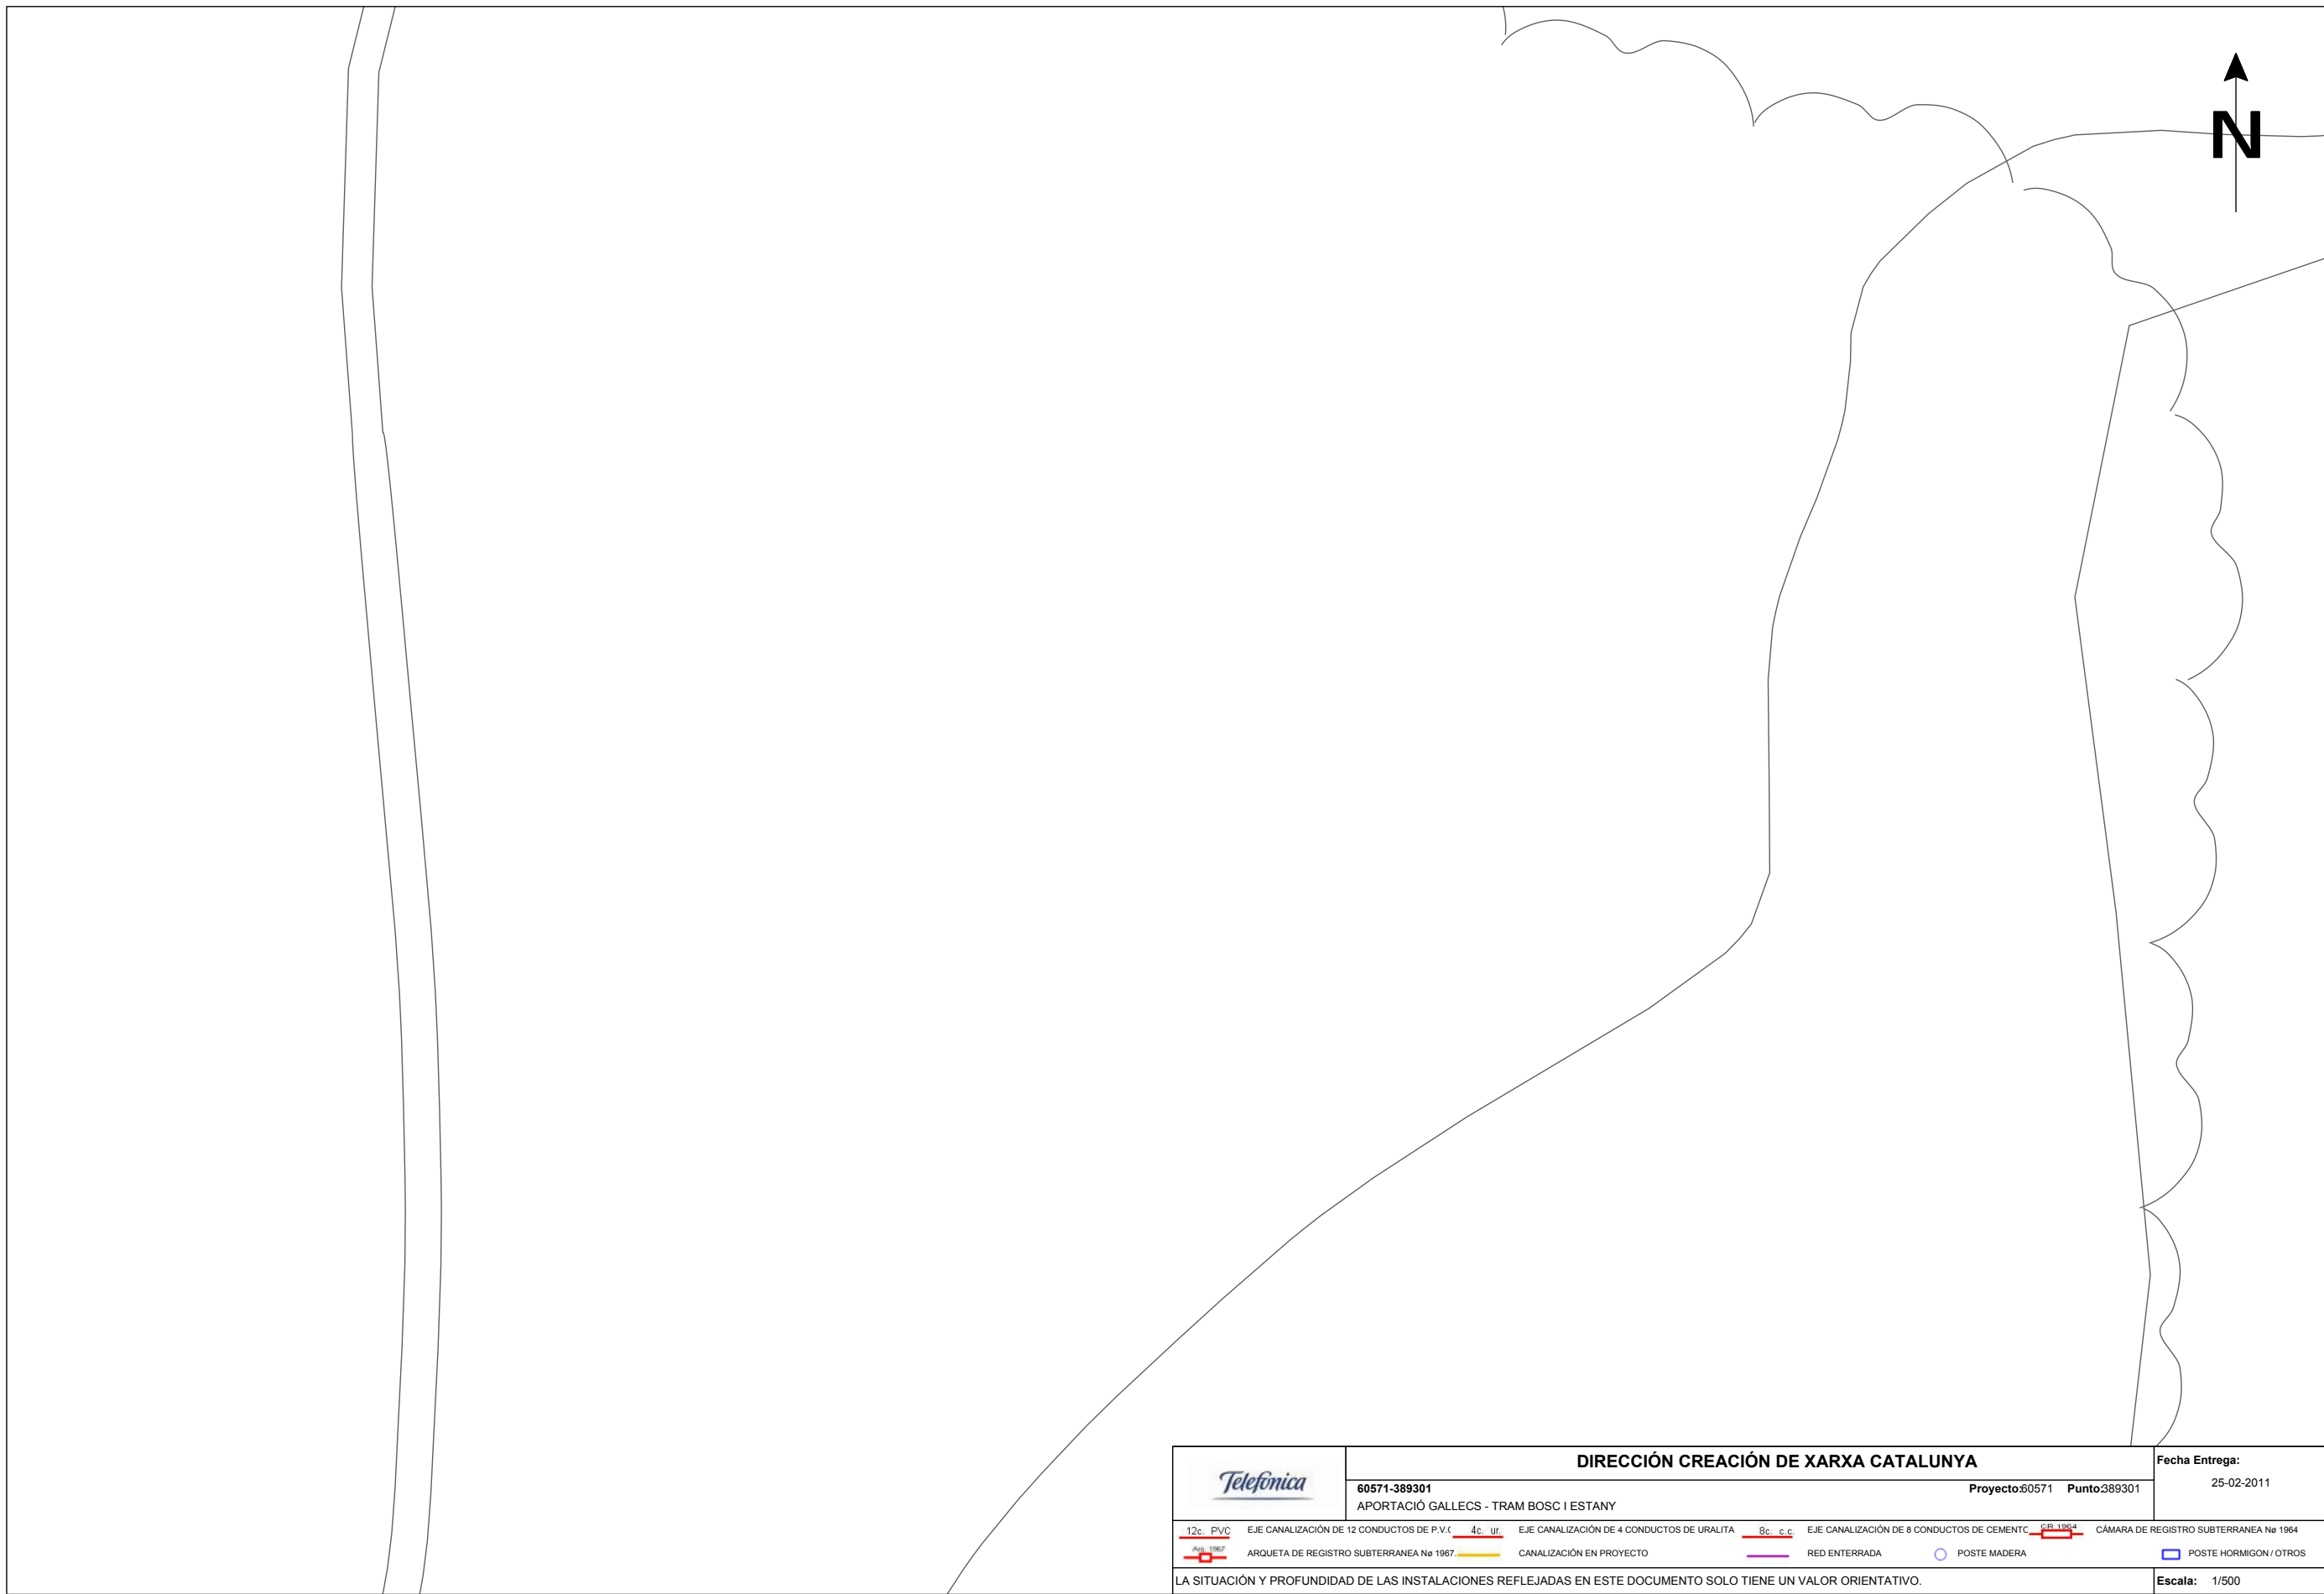 N
Telefónica
DIRECCIÓN CREACIÓN DE XARXA CATALUNYA
Fecha Entrega:
25-02-2011
60571-389301
Proyecto:60571 Punto:389301
APORTACIÓ GALLECS - TRAM BOSC I ESTANY
12c. PVC EJE CANALIZACIÓN DE 12 CONDUCTOS DE P.V.C 4c. ur. EJE CANALIZACIÓN DE 4 CONDUCTOS DE URALITA 8c. c.c. EJE CANALIZACIÓN DE 8 CONDUCTOS DE CEMENTO C.R. 1964 CÁMARA DE REGISTRO SUBTERRANEA Nø 1964
Arq. 1967 ARQUETA DE REGISTRO SUBTERRANEA Nø 1967. CANALIZACIÓN EN PROYECTO RED ENTERRADA POSTE MADERA POSTE HORMIGON / OTROS
LA SITUACIÓN Y PROFUNDIDAD DE LAS INSTALACIONES REFLEJADAS EN ESTE DOCUMENTO SOLO TIENE UN VALOR ORIENTATIVO.
Escala: 1/500